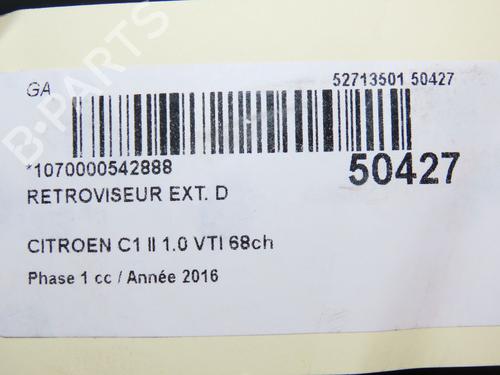 B-PARTS
GA
52713501 50427
*1070000542888
50427
RETROVISEUR EXT. D
CITROEN C1 II 1.0 VTI 68ch
Phase 1 cc / Année 2016